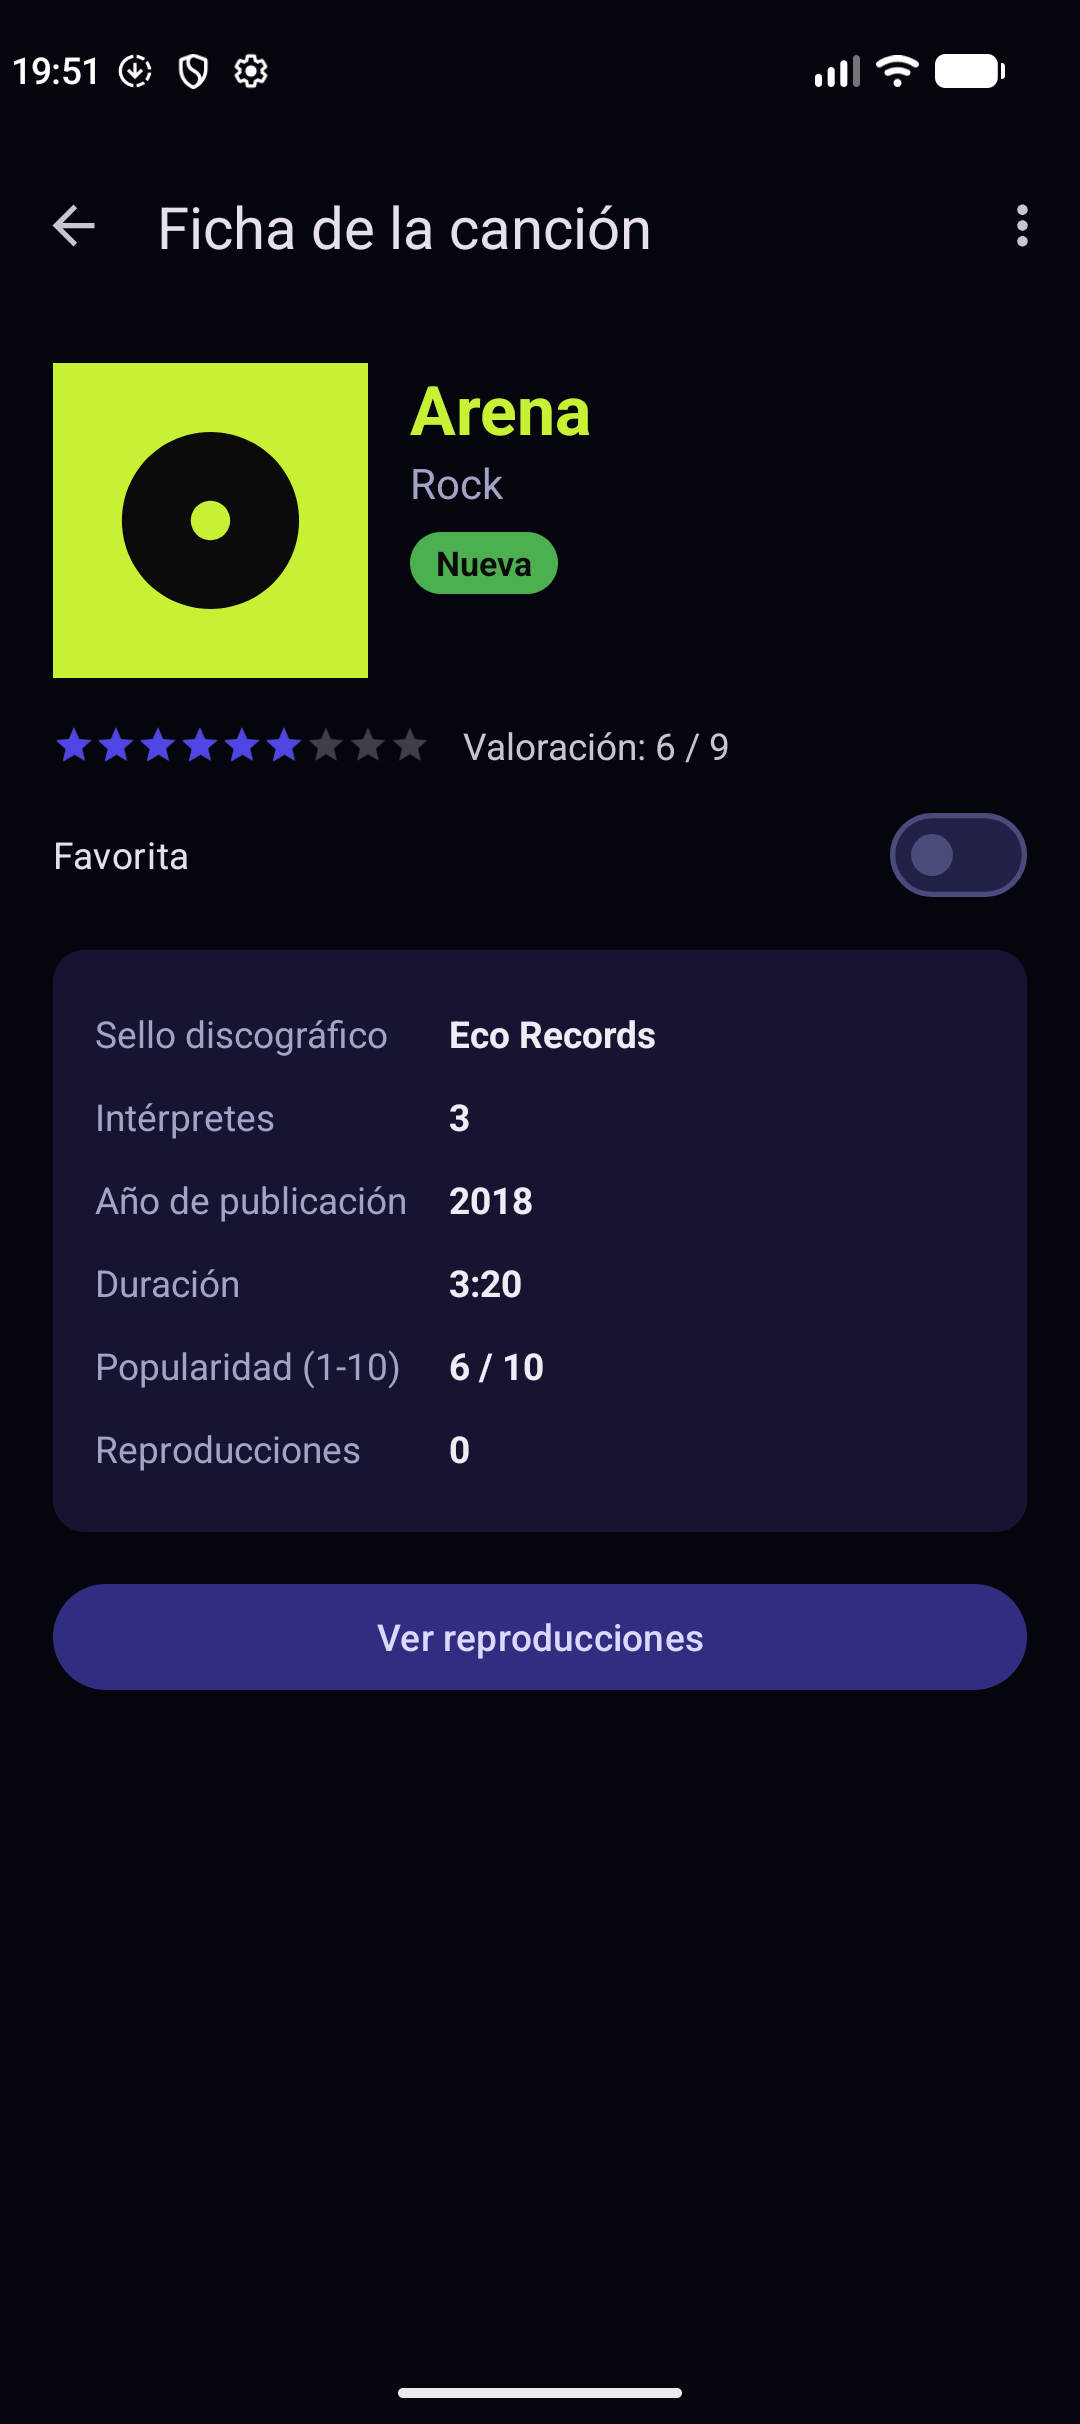 19:51
Ficha de la canción
Arena
Rock
Nueva
Valoración: 6 / 9
Favorita
Sello discográfico Eco Records
Intérpretes 3
Año de publicación 2018
Duración 3:20
Popularidad (1-10) 6 / 10
Reproducciones 0
Ver reproducciones